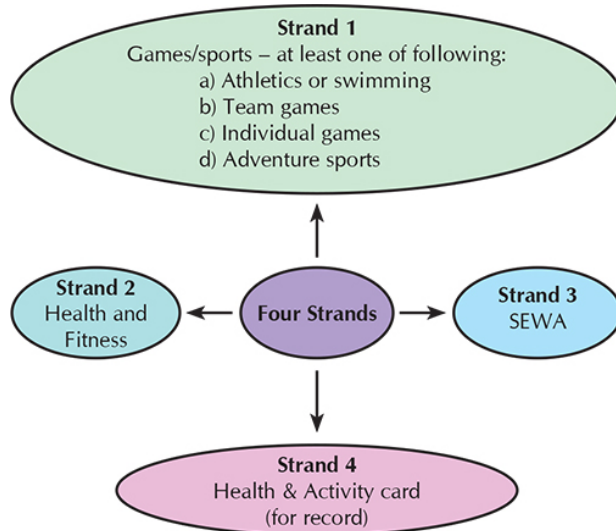 Strand 1
Games/sports – at least one of following:
a) Athletics or swimming
b) Team games
c) Individual games
d) Adventure sports
Strand 2
Health and
Fitness
Four Strands
Strand 3
SEWA
Strand 4
Health & Activity card
(for record)